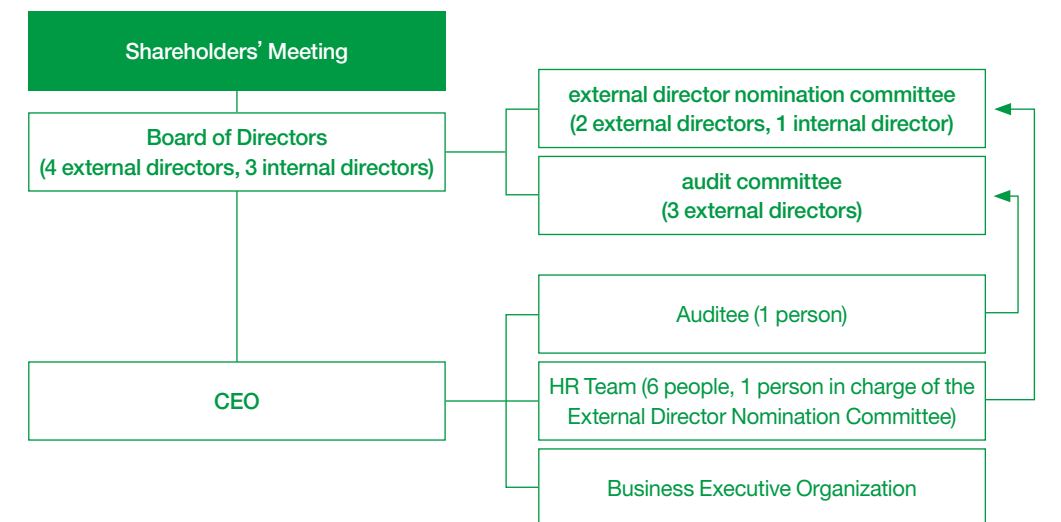 Shareholders’ Meeting
Board of Directors
(4 external directors, 3 internal directors)
external director nomination committee
(2 external directors, 1 internal director)
audit committee
(3 external directors)
Auditee (1 person)
CEO
HR Team (6 people, 1 person in charge of the
External Director Nomination Committee)
Business Executive Organization